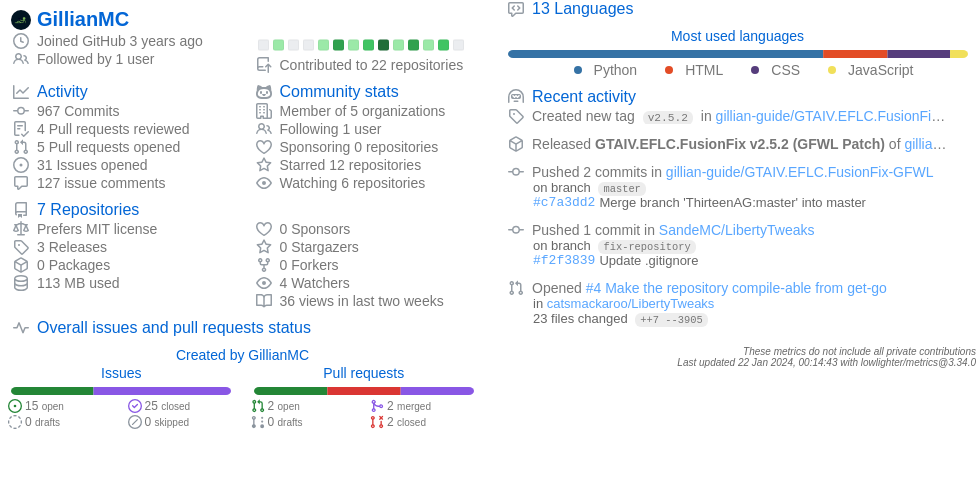 GillianMC
Joined GitHub 3 years ago
Followed by 1 user
Contributed to 22 repositories
Activity
967 Commits
4 Pull requests reviewed
5 Pull requests opened
31 Issues opened
127 issue comments
Community stats
Member of 5 organizations
Following 1 user
Sponsoring 0 repositories
Starred 12 repositories
Watching 6 repositories
7 Repositories
Prefers MIT license
3 Releases
0 Packages
113 MB used
0 Sponsors
0 Stargazers
0 Forkers
4 Watchers
36 views in last two weeks
Overall issues and pull requests status
Created by GillianMC
Issues
15 open
25 closed
0 drafts
0 skipped
Pull requests
2 open
2 merged
0 drafts
2 closed
13 Languages
Most used languages
Python HTML CSS JavaScript
Recent activity
Created new tag v2.5.2 in gillian-guide/GTAIV.EFLC.FusionFi…
Released GTAIV.EFLC.FusionFix v2.5.2 (GFWL Patch) of gillia…
Pushed 2 commits in gillian-guide/GTAIV.EFLC.FusionFix-GFWL
on branch master
#c7a3dd2 Merge branch 'ThirteenAG:master' into master
Pushed 1 commit in SandeMC/LibertyTweaks
on branch fix-repository
#f2f3839 Update .gitignore
Opened #4 Make the repository compile-able from get-go
in catsmackaroo/LibertyTweaks
23 files changed ++7 --3905
These metrics do not include all private contributions
Last updated 22 Jan 2024, 00:14:43 with lowlighter/metrics@3.34.0